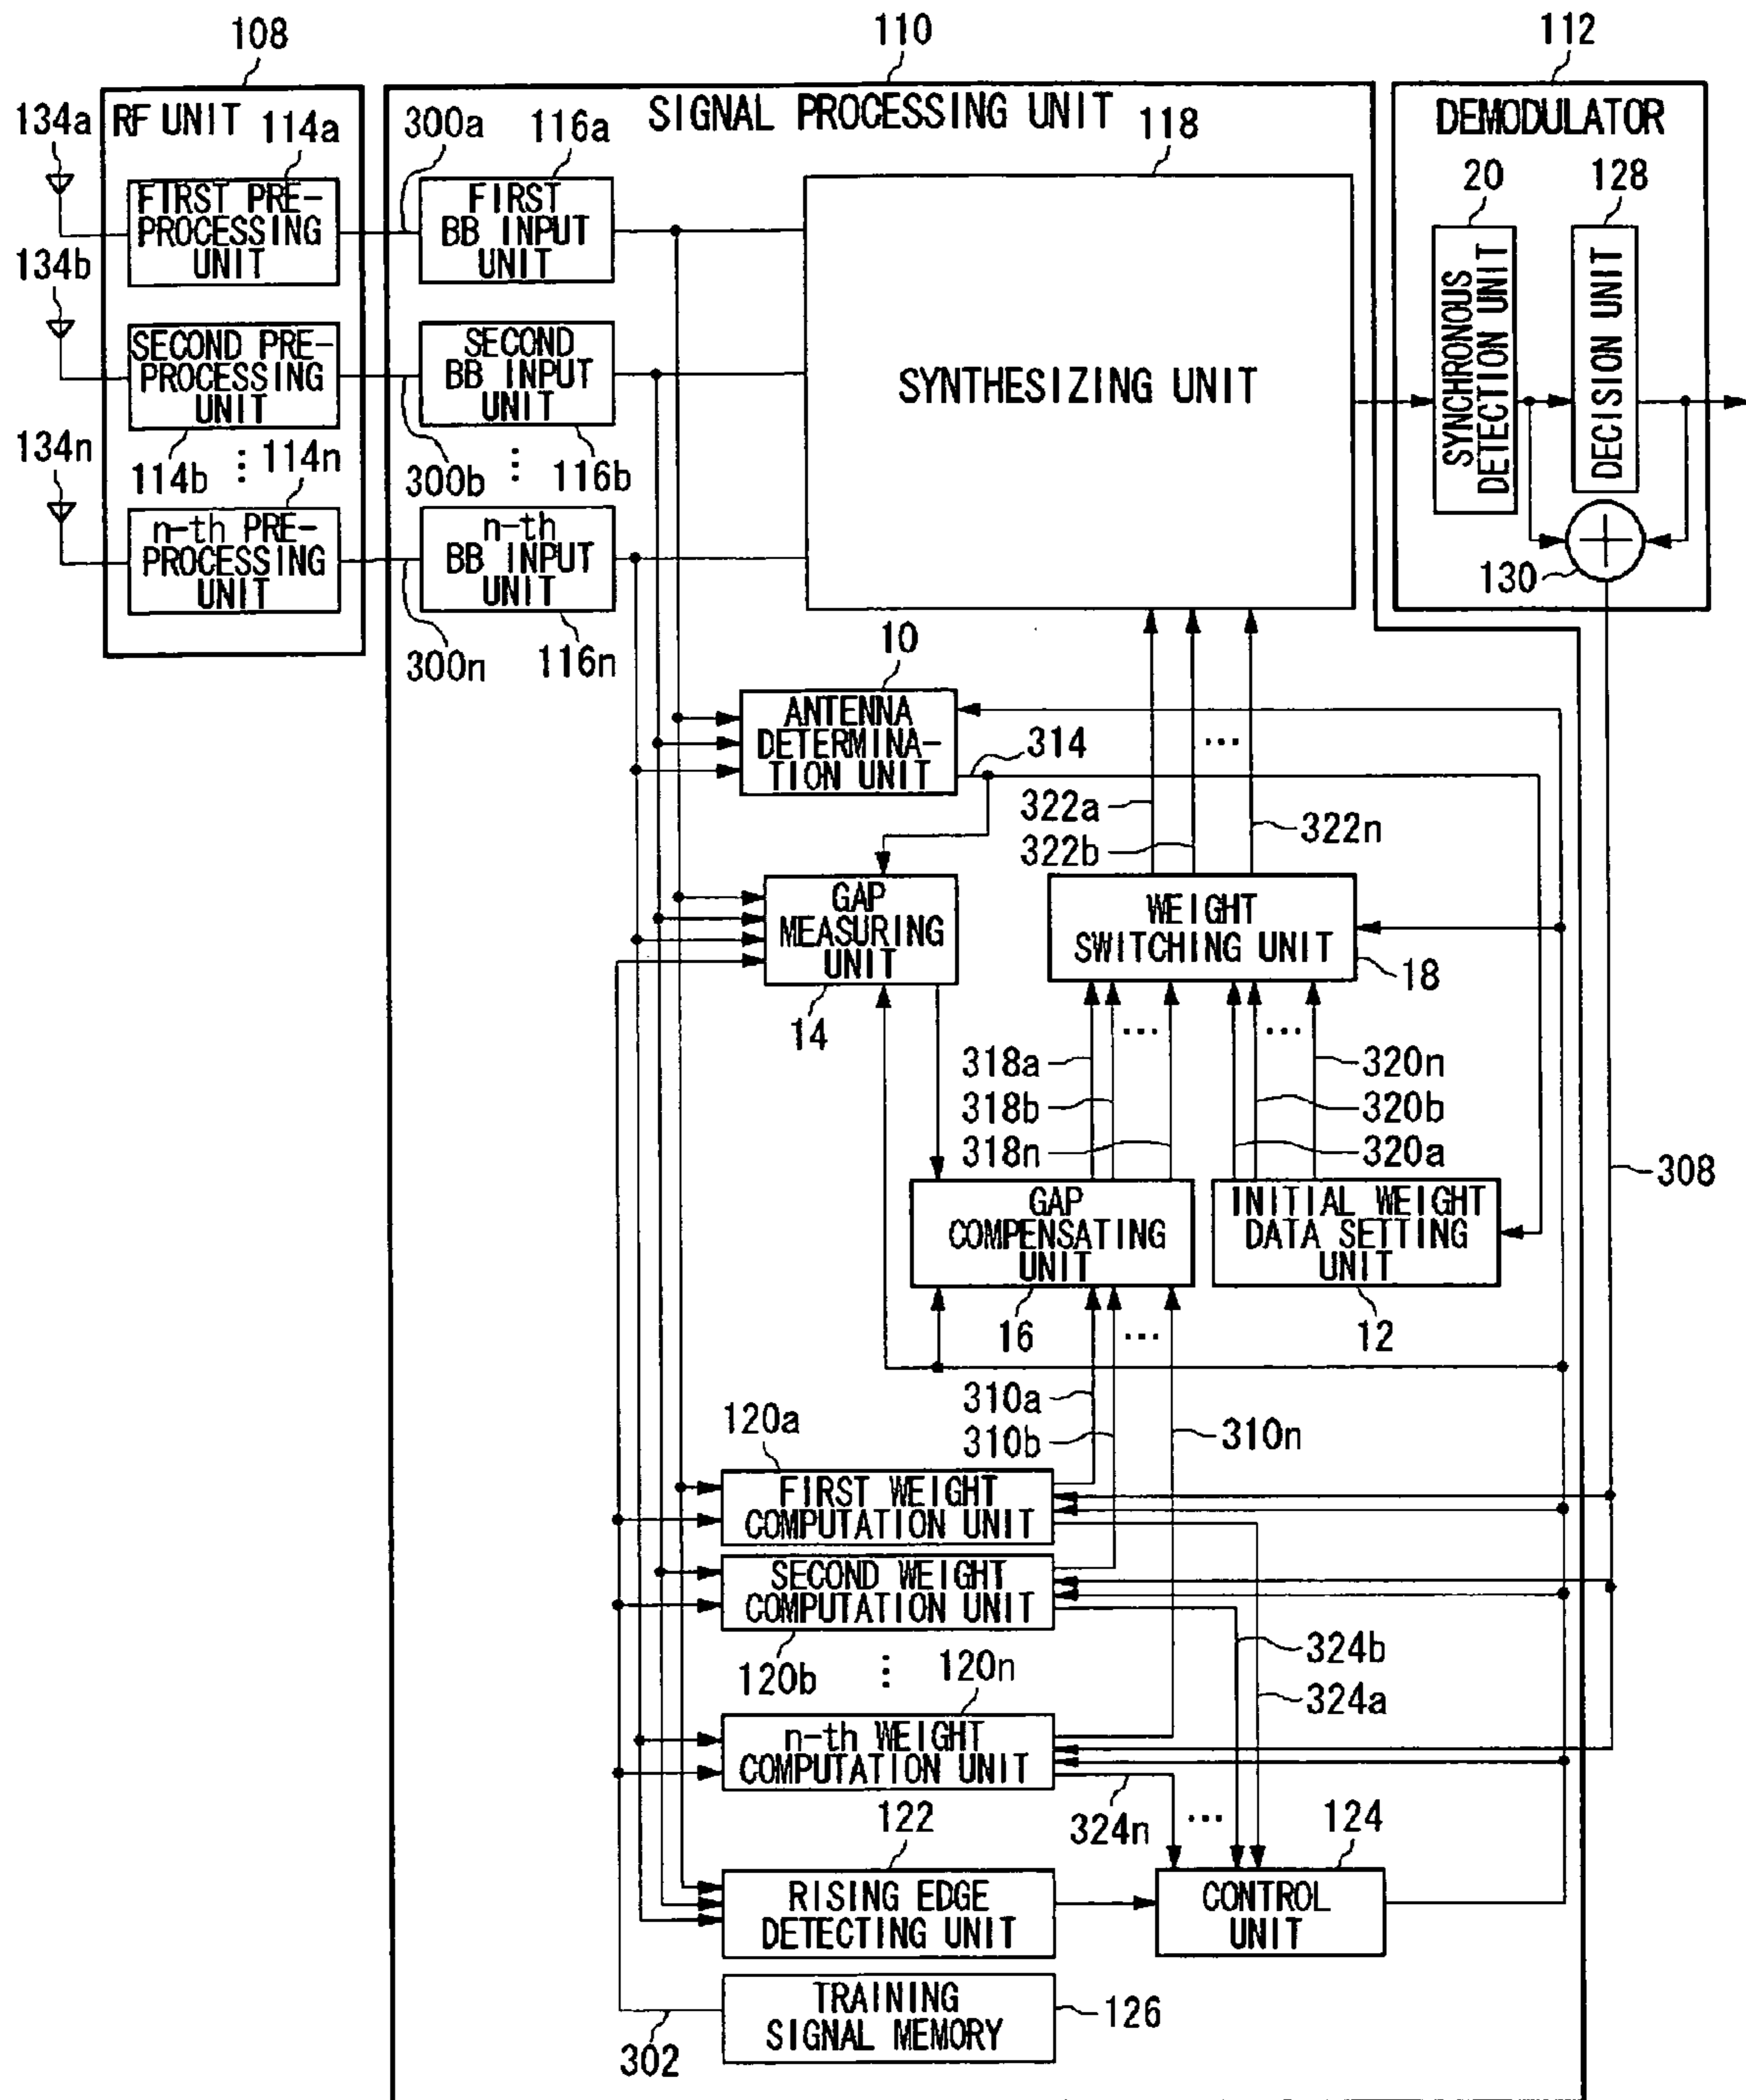 108
110
112
134a
RF UNIT
114a
300a
116a
SIGNAL PROCESSING UNIT
118
DEMODULATOR
FIRST PRE-
PROCESSING
UNIT
FIRST
BB INPUT
UNIT
20
128
134b
SECOND PRE-
PROCESSING
UNIT
SECOND
BB INPUT
UNIT
SYNTHESIZING UNIT
SYNCHRONOUS
DETECTION UNIT
DECISION UNIT
134n
114b
⋮
114n
300b
⋮
116b
n-th PRE-
PROCESSING
UNIT
n-th
BB INPUT
UNIT
130
300n
116n
10
ANTENNA
DETERMINA-
TION UNIT
314
...
322a
322b
322n
GAP
MEASURING
UNIT
WEIGHT
SWITCHING UNIT
18
14
...
...
318a
320n
318b
320b
318n
320a
308
GAP
COMPENSATING
UNIT
INITIAL WEIGHT
DATA SETTING
UNIT
16
...
12
310a
120a
310b
310n
FIRST WEIGHT
COMPUTATION UNIT
SECOND WEIGHT
COMPUTATION UNIT
324b
120b
⋮
120n
324a
n-th WEIGHT
COMPUTATION UNIT
122
324n
...
124
RISING EDGE
DETECTING UNIT
CONTROL
UNIT
TRAINING
SIGNAL MEMORY
126
302